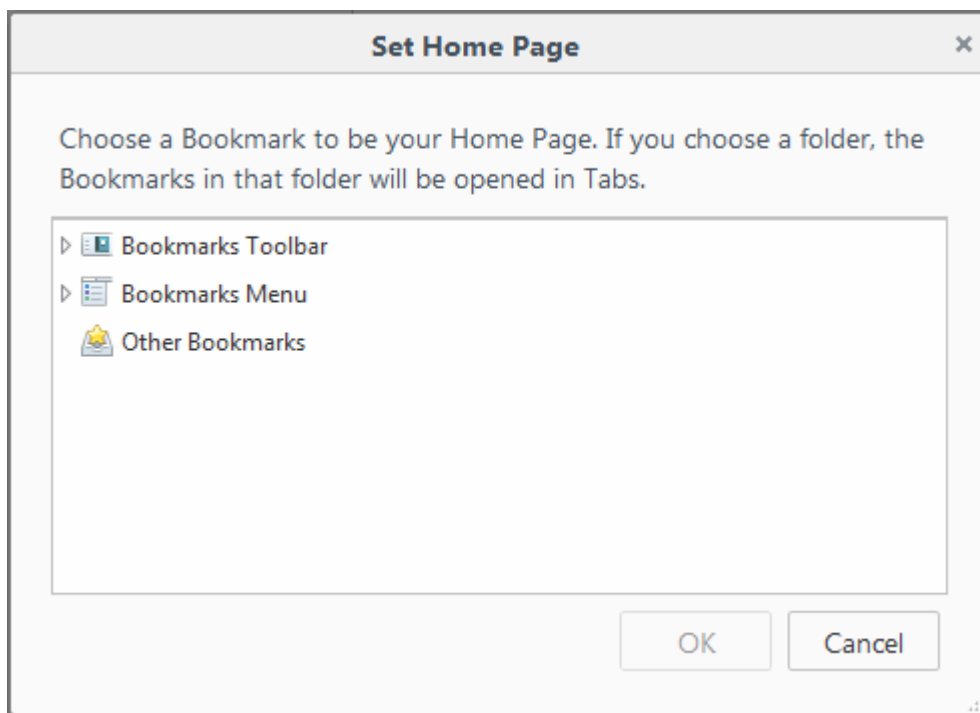 Set Home Page
Choose a Bookmark to be your Home Page. If you choose a folder, the
Bookmarks in that folder will be opened in Tabs.
Bookmarks Toolbar
Bookmarks Menu
Other Bookmarks
OK Cancel